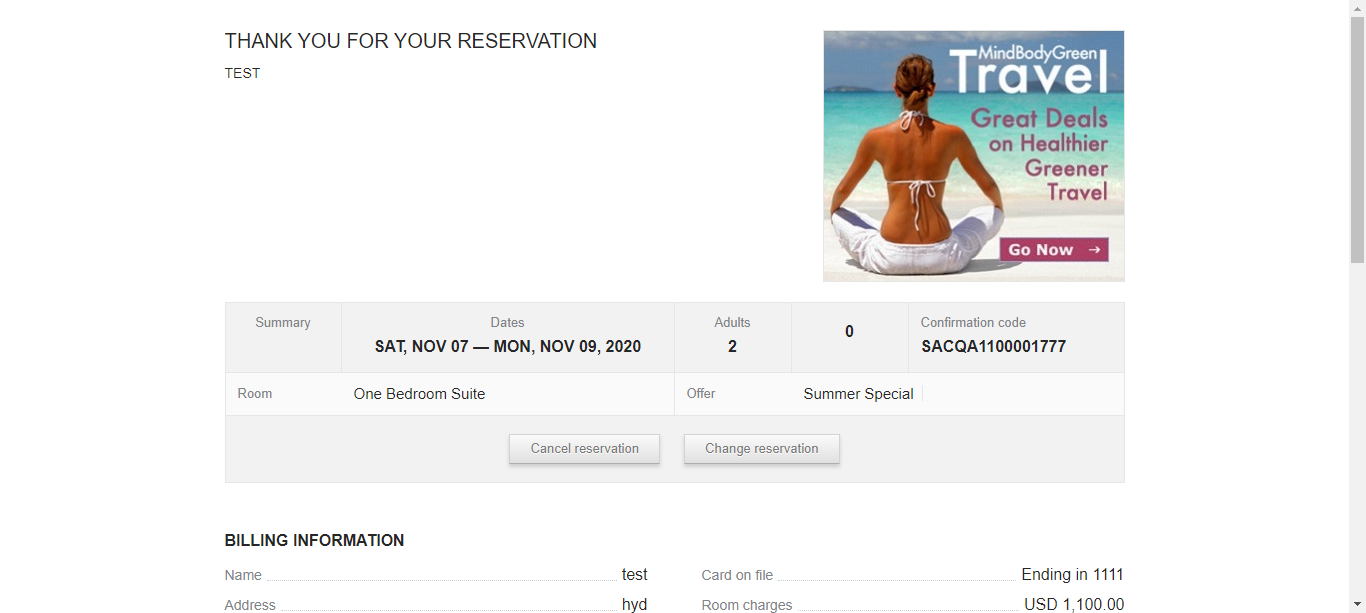 THANK YOU FOR YOUR RESERVATION
TEST
MindBodyGreen
Travel
Great Deals
on Healthier
Greener
Travel
Go Now →
Summary
Dates
SAT, NOV 07 — MON, NOV 09, 2020
Adults
2
0
Confirmation code
SACQA1100001777
Room One Bedroom Suite
Offer Summer Special
Cancel reservation
Change reservation
BILLING INFORMATION
Name test
Card on file Ending in 1111
Address hyd
Room charges USD 1,100.00